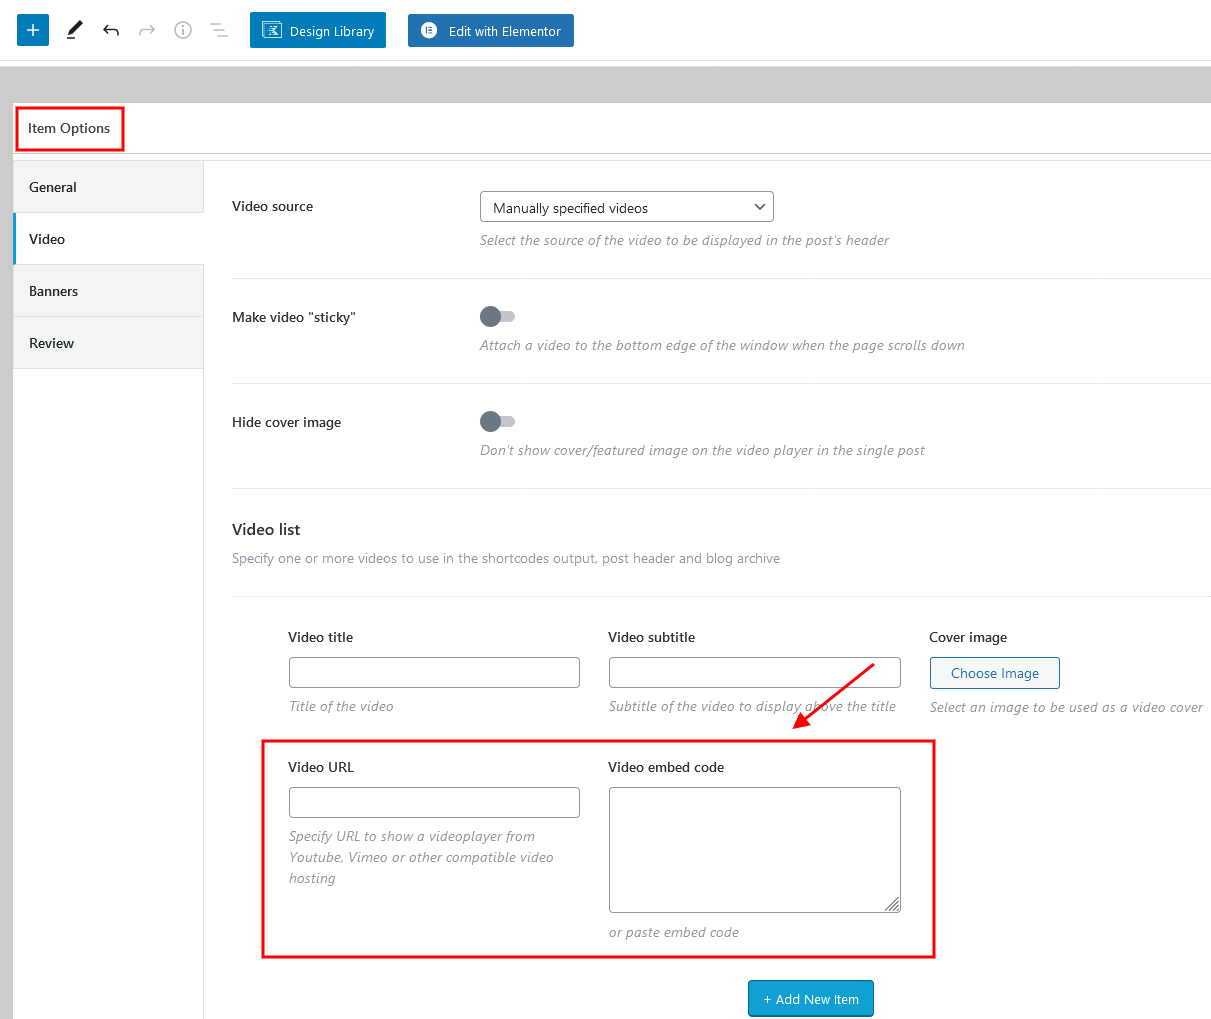 Design Library
Edit with Elementor
Item Options
General
Video
Banners
Review
Video source
Manually specified videos
Select the source of the video to be displayed in the post's header
Make video "sticky"
Attach a video to the bottom edge of the window when the page scrolls down
Hide cover image
Don't show cover/featured image on the video player in the single post
Video list
Specify one or more videos to use in the shortcodes output, post header and blog archive
Video title
Title of the video
Video subtitle
Subtitle of the video to display above the title
Cover image
Choose Image
Select an image to be used as a video cover
Video URL
Specify URL to show a videoplayer from
Youtube, Vimeo or other compatible video
hosting
Video embed code
or paste embed code
+ Add New Item